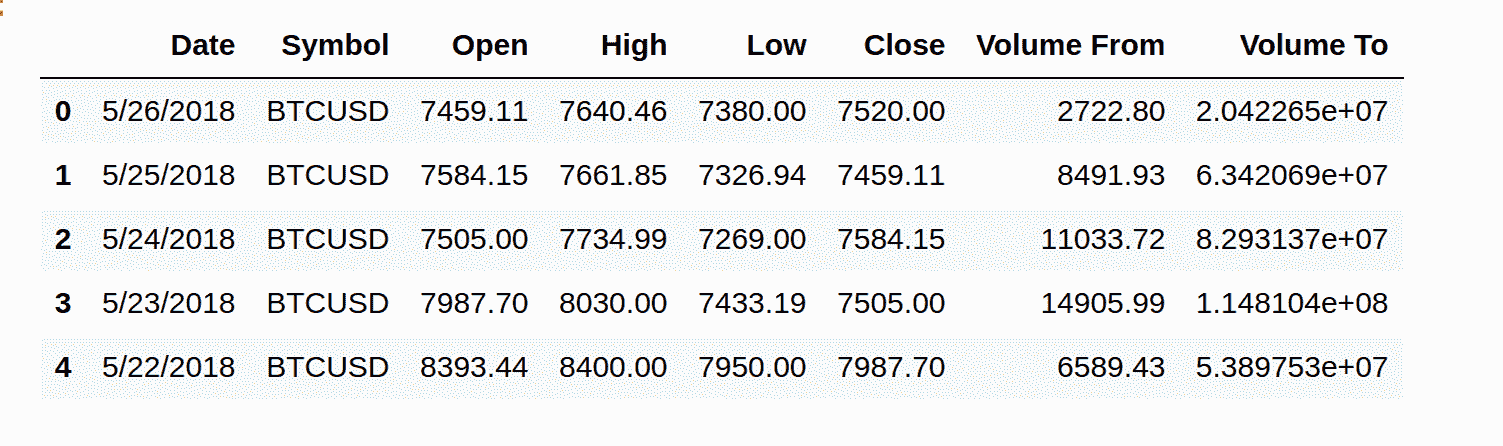 Date Symbol Open High Low Close Volume From Volume To
0 5/26/2018 BTCUSD 7459.11 7640.46 7380.00 7520.00 2722.80 2.042265e+07
1 5/25/2018 BTCUSD 7584.15 7661.85 7326.94 7459.11 8491.93 6.342069e+07
2 5/24/2018 BTCUSD 7505.00 7734.99 7269.00 7584.15 11033.72 8.293137e+07
3 5/23/2018 BTCUSD 7987.70 8030.00 7433.19 7505.00 14905.99 1.148104e+08
4 5/22/2018 BTCUSD 8393.44 8400.00 7950.00 7987.70 6589.43 5.389753e+07